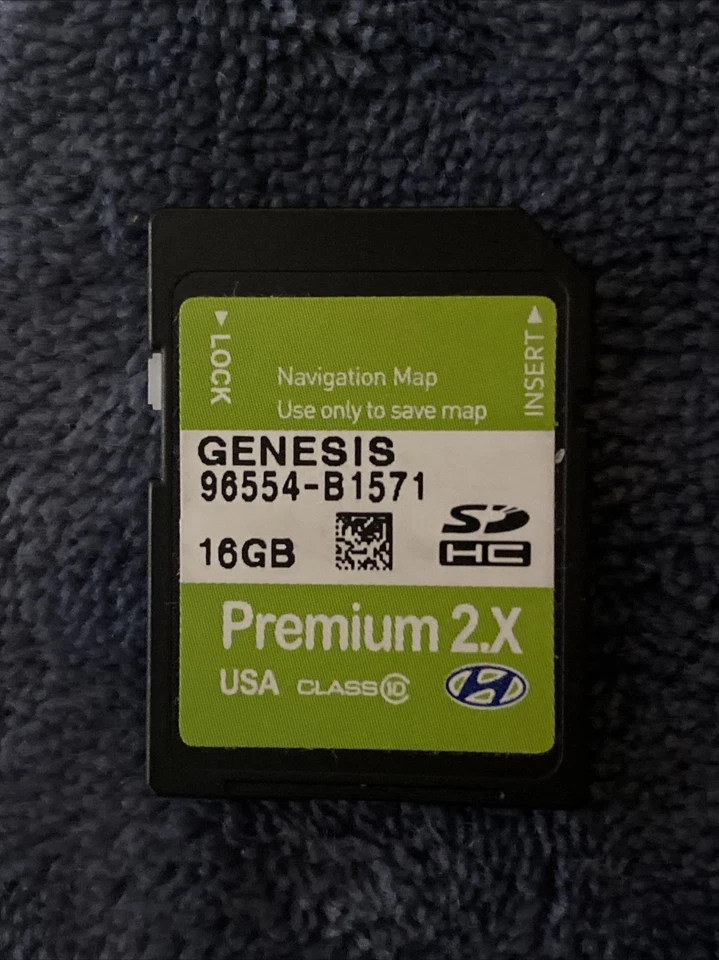 LOCK
INSERT
Navigation Map
Use only to save map
GENESIS
96554-B1571
16GB
SD
HC
Premium 2.X
USA CLASS 10